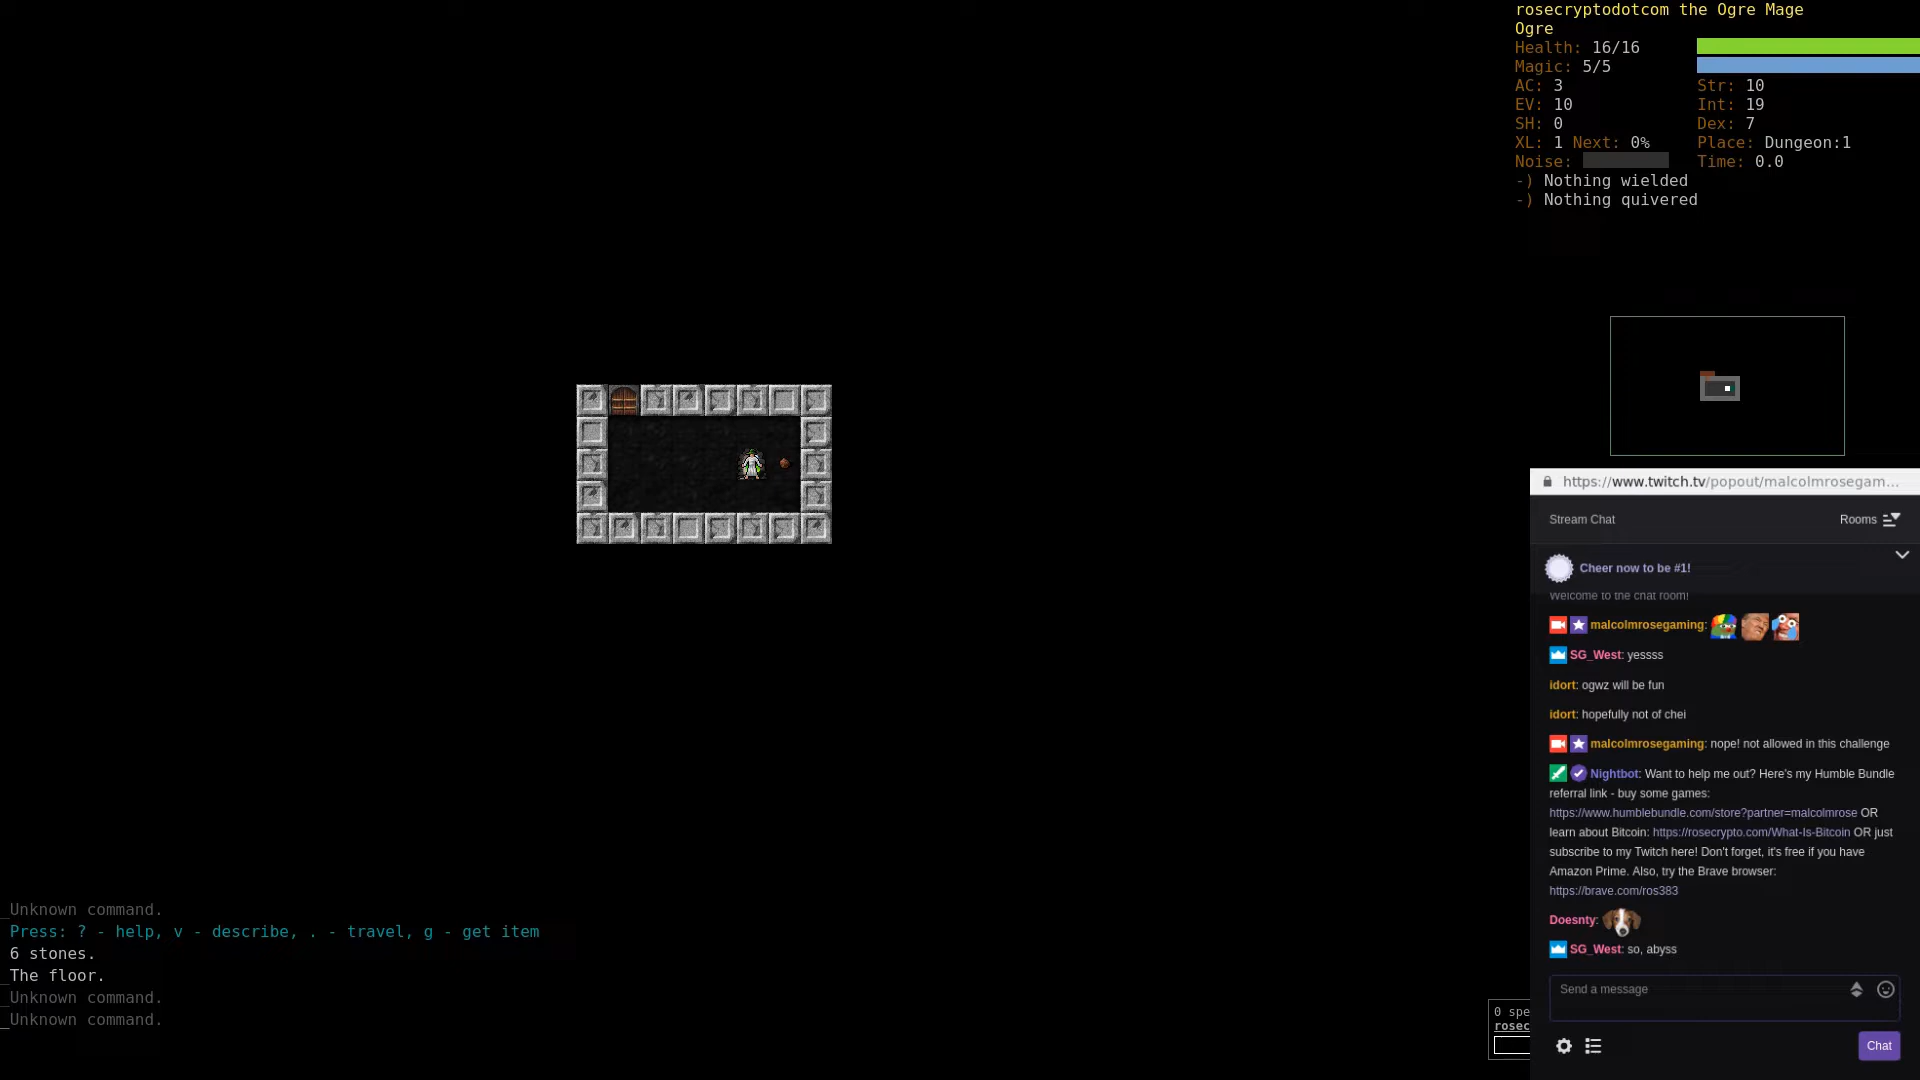 rosecryptodotcom the Ogre Mage
Ogre
Health: 16/16
Magic: 5/5
AC: 3 Str: 10
EV: 10 Int: 19
SH: 0 Dex: 7
XL: 1 Next: 0% Place: Dungeon:1
Noise: Time: 0.0
-) Nothing wielded
-) Nothing quivered
https://www.twitch.tv/popout/malcolmrosegam...
Stream Chat Rooms
Cheer now to be #1!
Welcome to the chat room!
malcolmrosegaming:
SG_West: yessss
idort: ogwz will be fun
idort: hopefully not of chei
malcolmrosegaming: nope! not allowed in this challenge
Nightbot: Want to help me out? Here's my Humble Bundle
referral link - buy some games:
https://www.humblebundle.com/store?partner=malcolmrose OR
learn about Bitcoin: https://rosecrypto.com/What-Is-Bitcoin OR just
subscribe to my Twitch here! Don't forget, it's free if you have
Amazon Prime. Also, try the Brave browser:
https://brave.com/ros383
Doesnty:
SG_West: so, abyss
Send a message
Chat
_Unknown command.
Press: ? - help, v - describe, . - travel, g - get item
6 stones.
_The floor.
_Unknown command.
_Unknown command.
0 spe
rosec